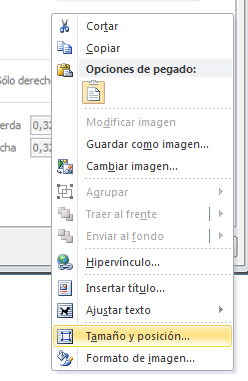 Cortar
Copiar
Opciones de pegado:
Sólo derech
Modificar imagen
erda 0,32
Guardar como imagen...
cha 0,32
Cambiar imagen...
Agrupar
Traer al frente
Enviar al fondo
Hipervínculo...
Insertar título...
Ajustar texto
Tamaño y posición...
Formato de imagen...